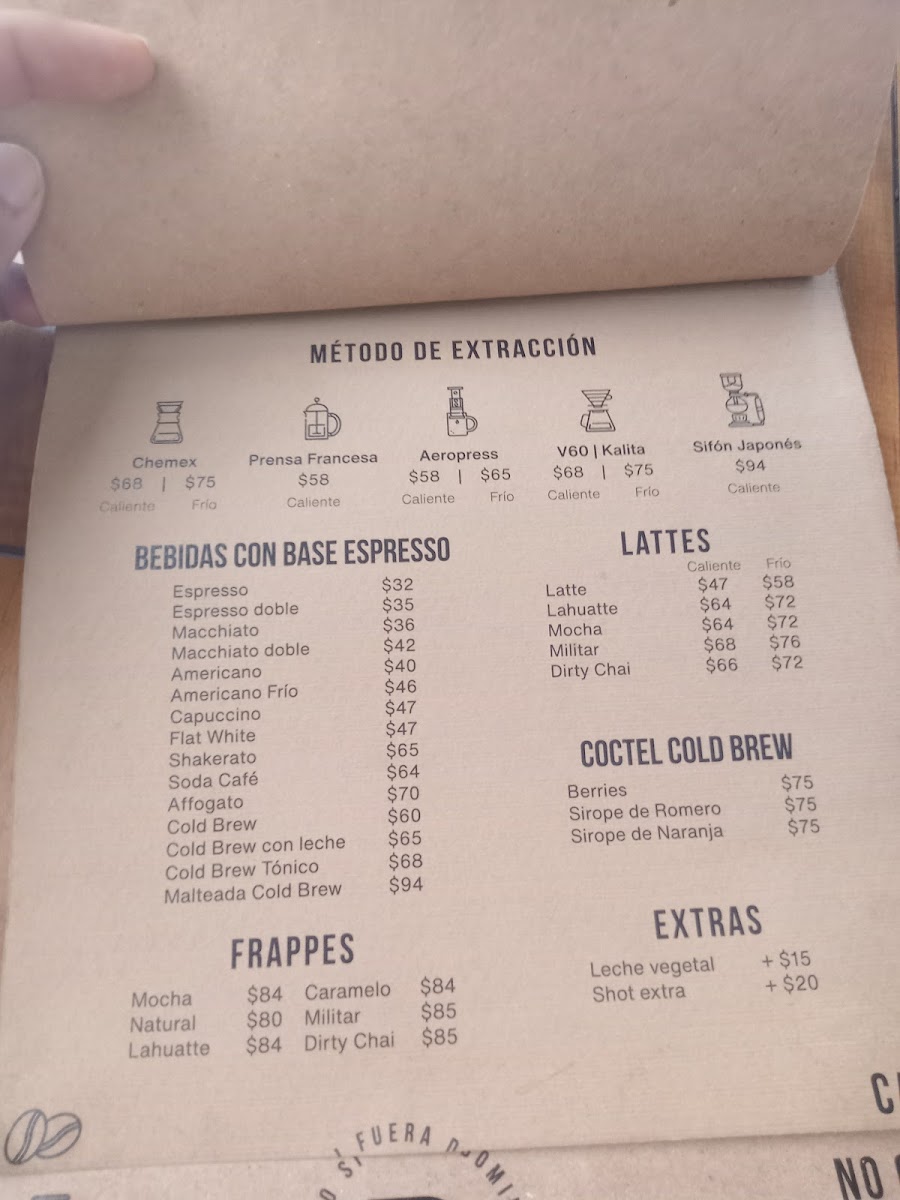 MÉTODO DE EXTRACCIÓN
Chemex
$68 | $75
Caliente Frío
Prensa Francesa
$58
Caliente
Aeropress
$58 | $65
Caliente Frío
V60 | Kalita
$68 | $75
Caliente Frío
Sifón Japonés
$94
Caliente
BEBIDAS CON BASE ESPRESSO
Espresso $32
Espresso doble $35
Macchiato $36
Macchiato doble $42
Americano $40
Americano Frío $46
Capuccino $47
Flat White $47
Shakerato $65
Soda Café $64
Affogato $70
Cold Brew $60
Cold Brew con leche $65
Cold Brew Tónico $68
Malteada Cold Brew $94
LATTES
Caliente Frío
Latte $47 $58
Lahuatte $64 $72
Mocha $64 $72
Militar $68 $76
Dirty Chai $66 $72
COCTEL COLD BREW
Berries $75
Sirope de Romero $75
Sirope de Naranja $75
FRAPPES
Mocha $84 Caramelo $84
Natural $80 Militar $85
Lahuatte $84 Dirty Chai $85
EXTRAS
Leche vegetal + $15
Shot extra + $20
SI FUERA
NO